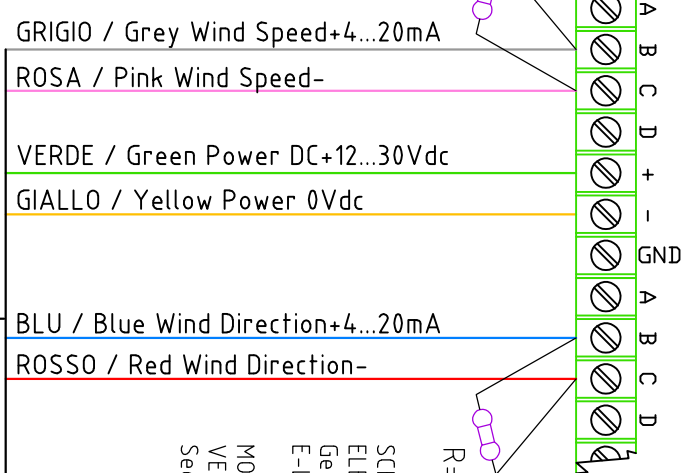 A
GRIGIO / Grey Wind Speed+4...20mA
B
ROSA / Pink Wind Speed-
C
D
VERDE / Green Power DC+12...30Vdc
+
GIALLO / Yellow Power 0Vdc
-
GND
A
BLU / Blue Wind Direction+4...20mA
B
ROSSO / Red Wind Direction-
C
D